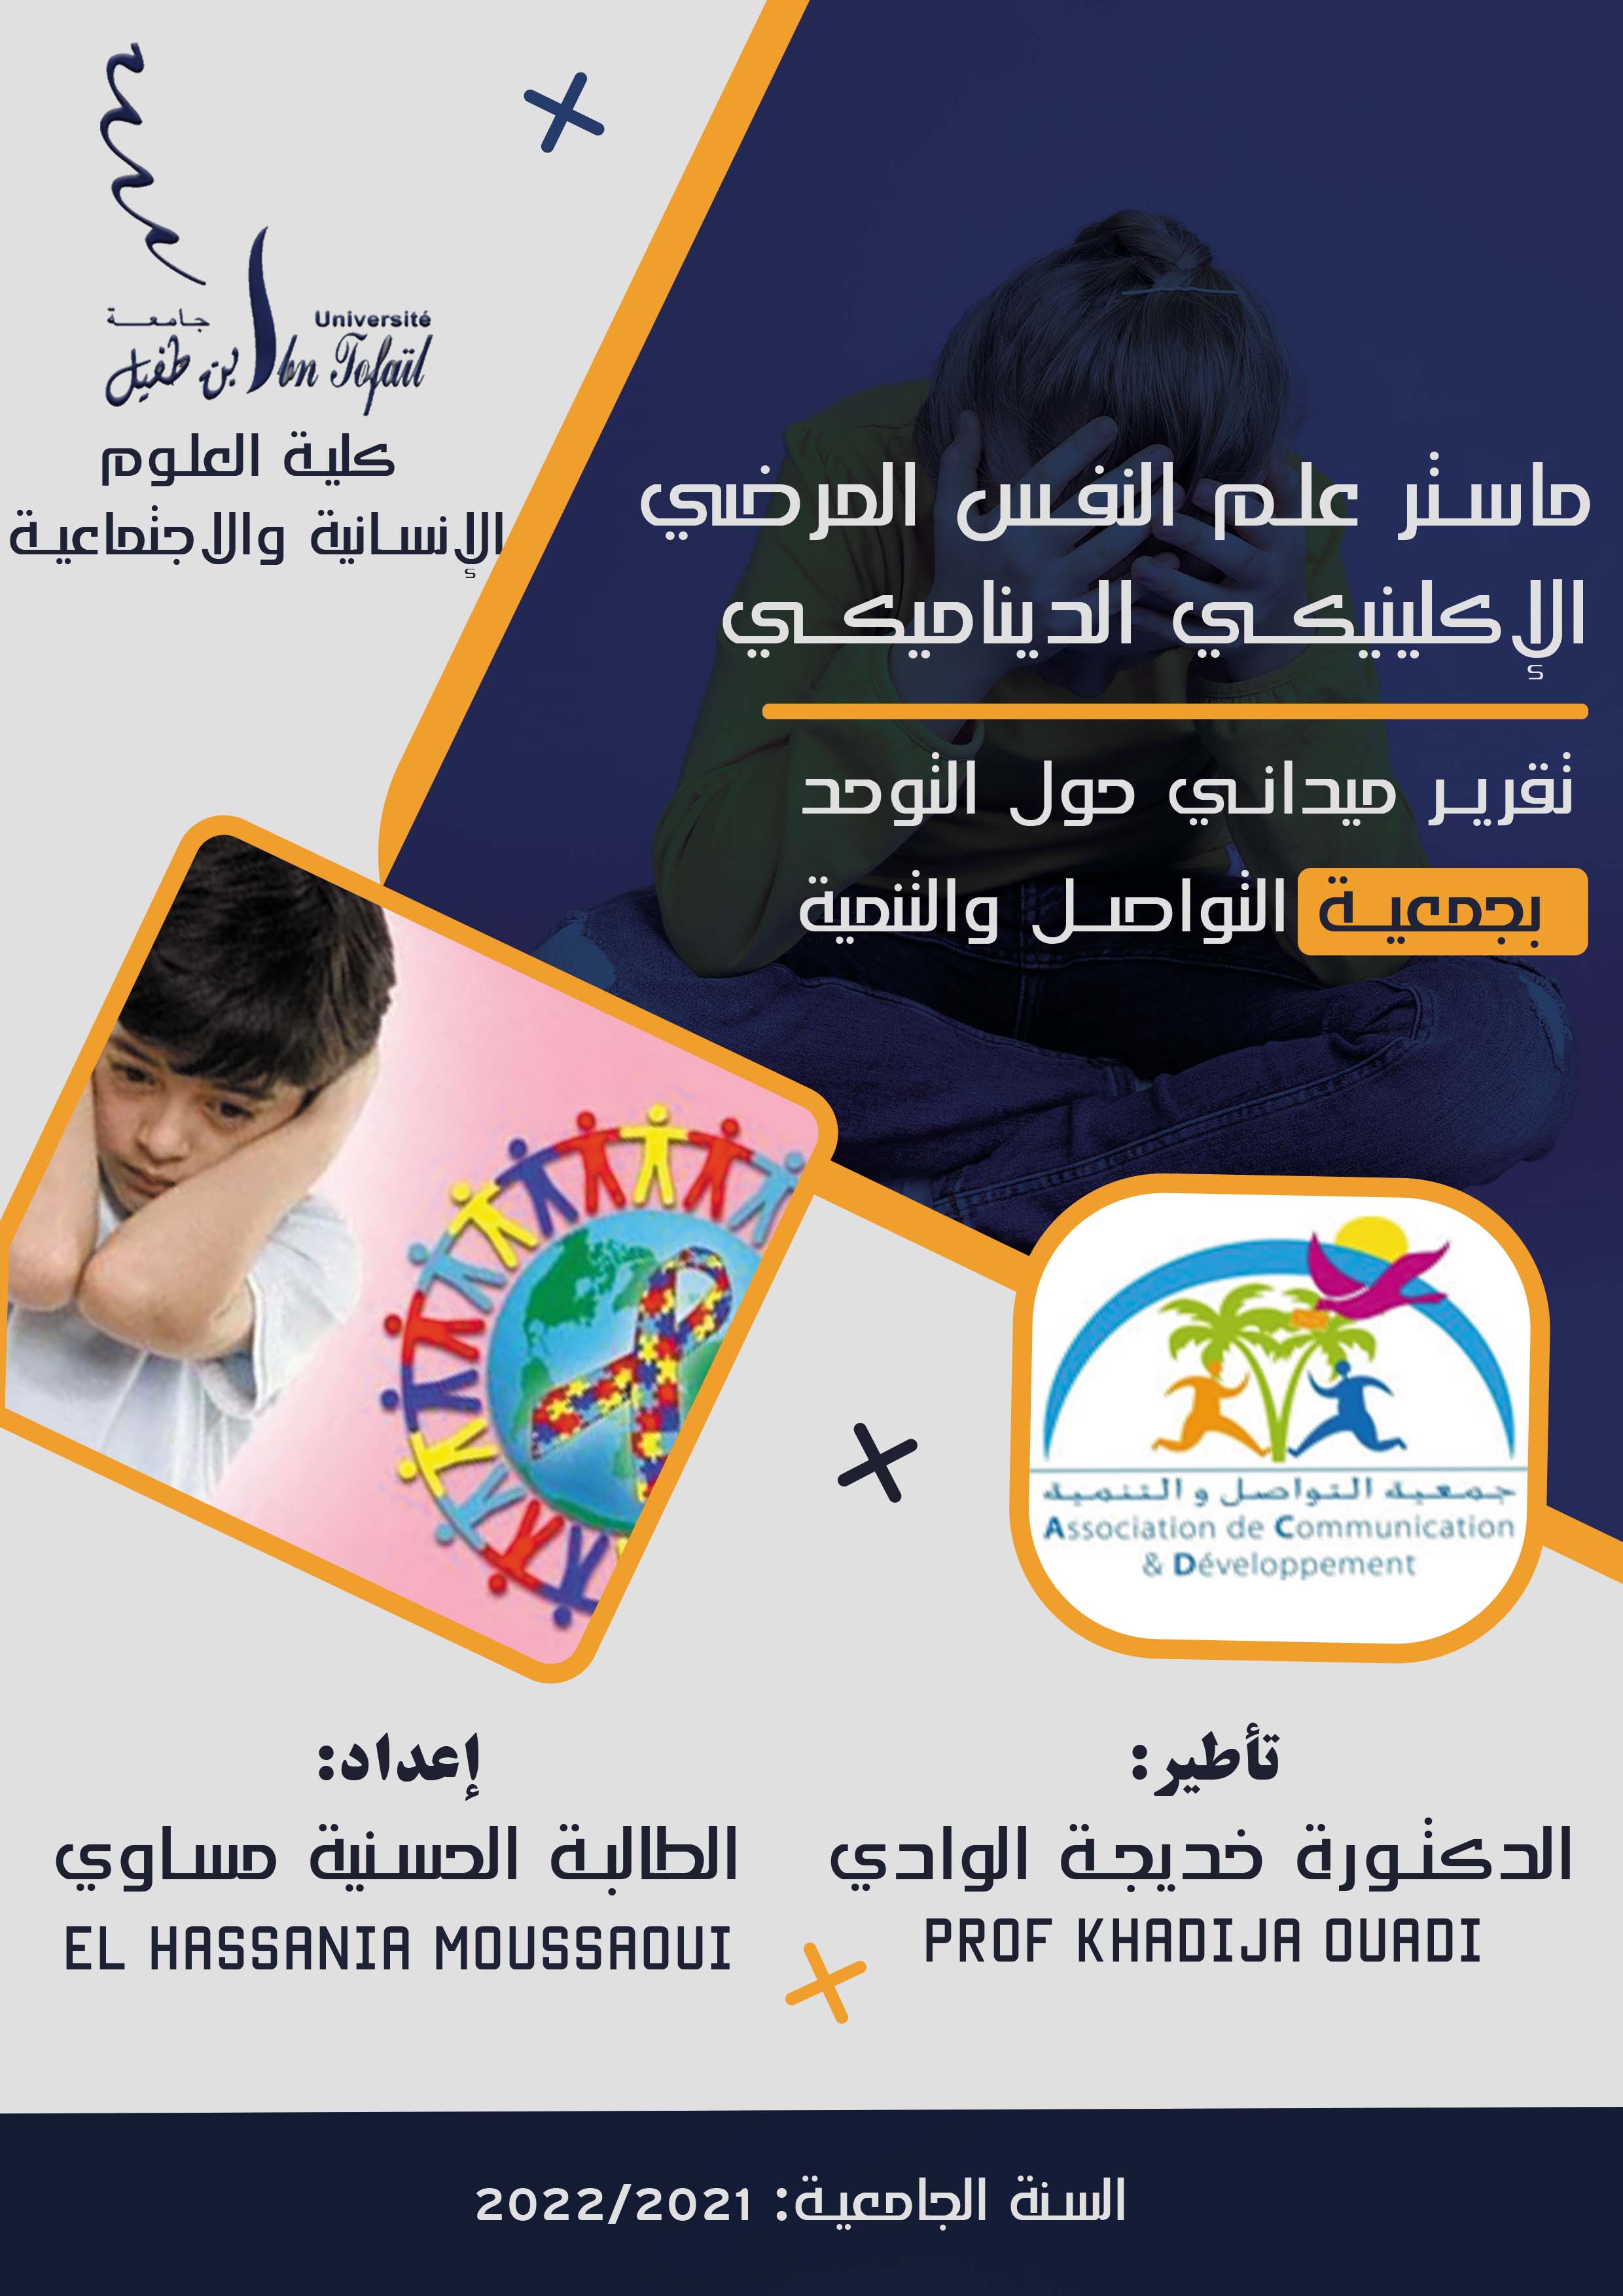 جامعة
Université
بن طفيل
Ibn Tofaïl
كلية العلوم
الإنسانية والاجتماعية
ماستر علم النفس المرضي
الإكلينيكي الديناميكي
تقرير ميداني حول التوحد
بجمعية التواصل والتنمية
جمعية التواصل و التنمية
Association de Communication
& Développement
تأطير:
الدكتورة خديجة الوادي
PROF KHADIJA OUADI
إعداد:
الطالبة الحسنية مساوي
EL HASSANIA MOUSSAOUI
السنة الجامعية: 2022/2021